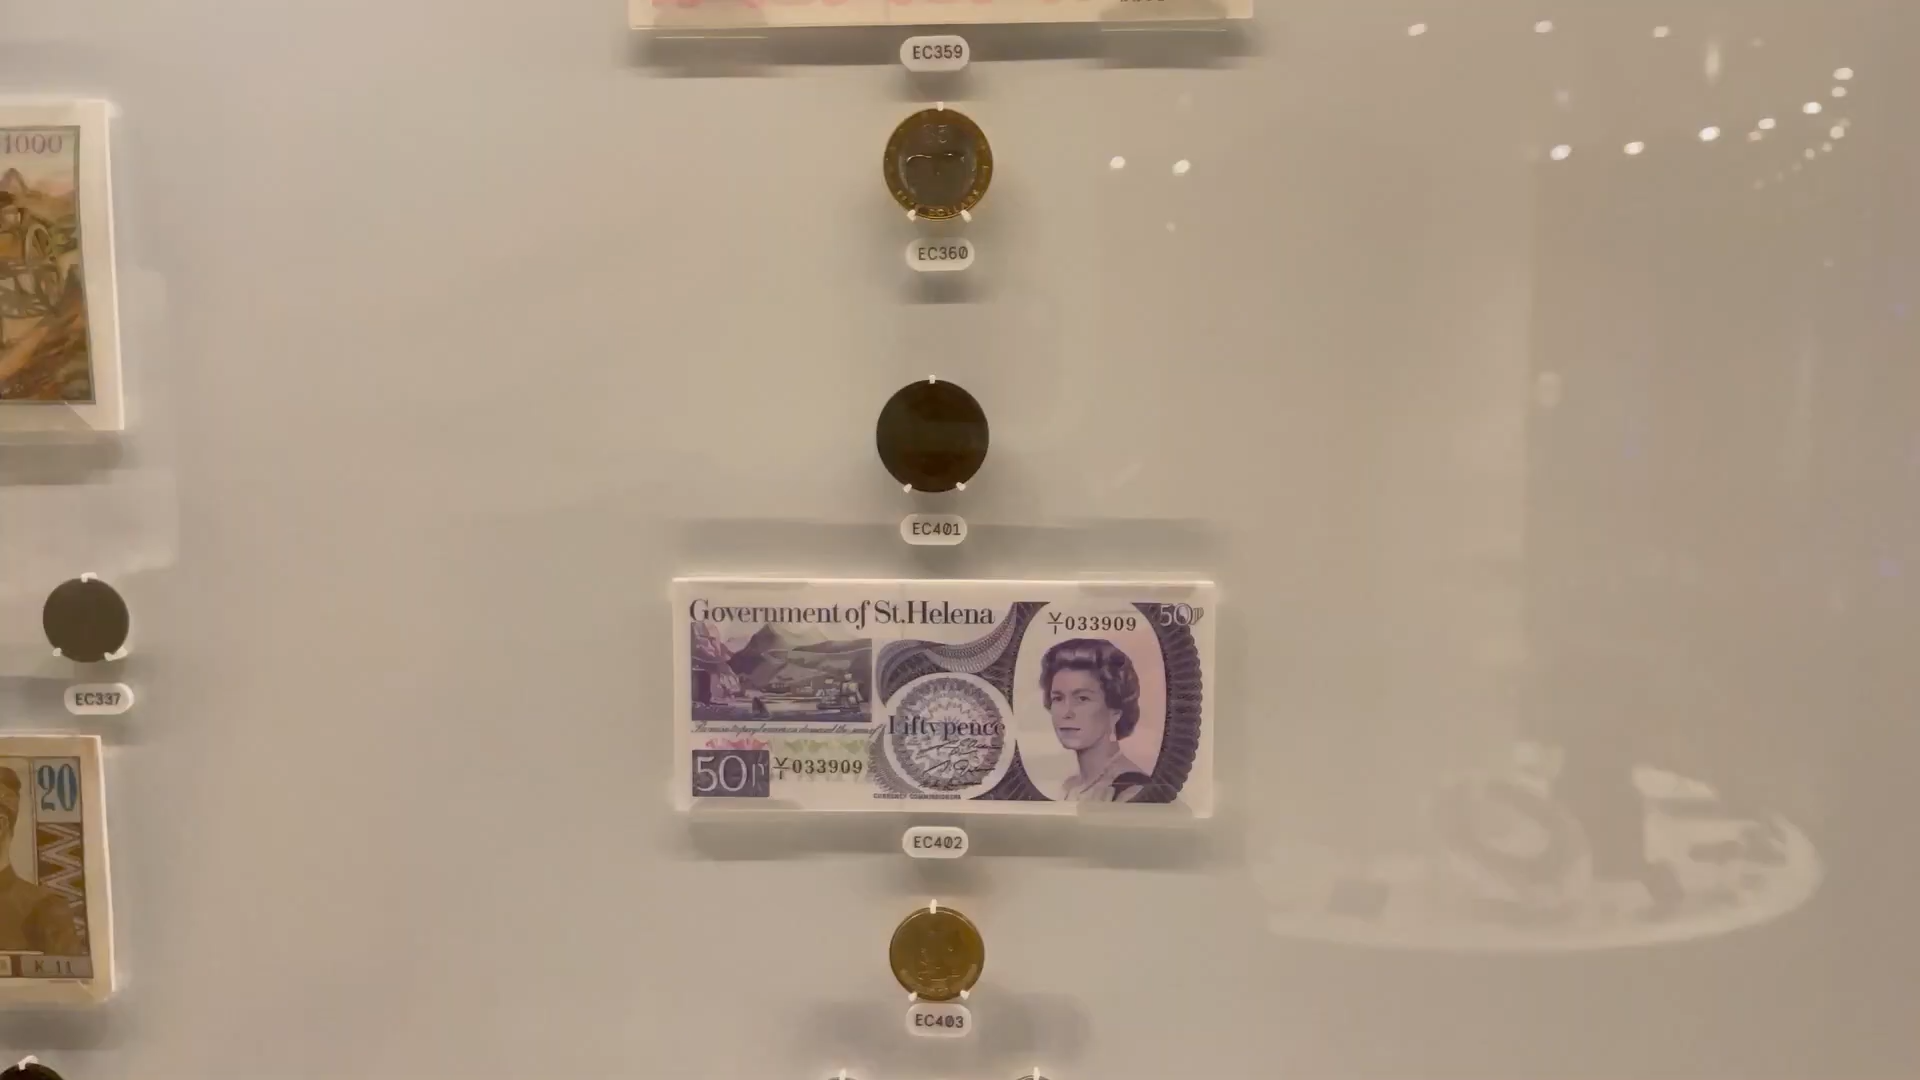 EC359
1000
EC360
EC401
EC337
Government of St.Helena
V/1 033909
50P
Fifty pence
50P
V/1 033909
CURRENCY COMMISSIONERS
20
K 11
EC402
EC403